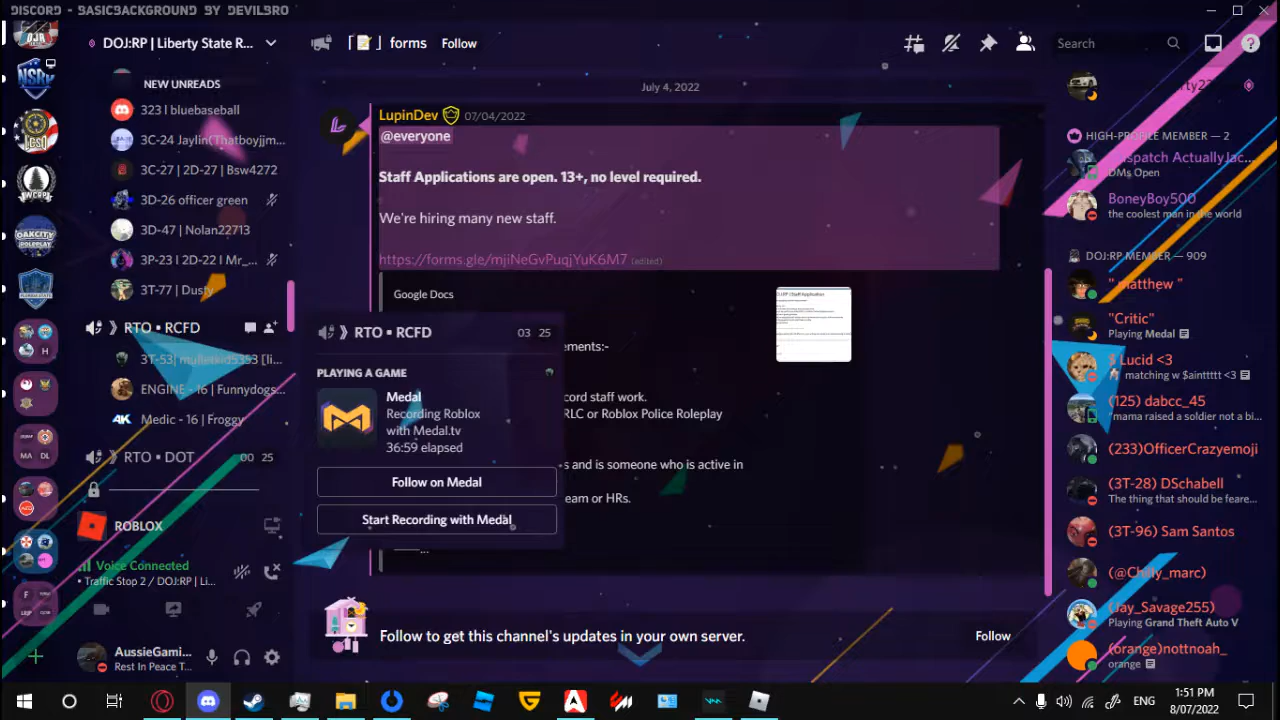 DISCORD - BASICBACKGROUND BY DEVILBRO
DOJ:RP | Liberty State R...
NEW UNREADS
323 l bluebaseball
3C-24 Jaylin(Thatboyjjm...
3C-27 | 2D-27 | Bsw4272
3D-26 officer green
3D-47 | Nolan22713
3P-23 l 2D-22 l Mr_...
3T-77 | Dusty
RTO • RCFD
3T-53| mulletkid5353 [li...
ENGINE - 16 | Funnydogs...
Medic - 16 | Froggy
RTO • DOT 00 25
ROBLOX
Voice Connected
Traffic Stop 2 / DOJ:RP | Li...
AussieGami...
Rest In Peace T...
forms Follow
Search
July 4, 2022
LupinDev 07/04/2022
@everyone
Staff Applications are open. 13+, no level required.
We're hiring many new staff.
https://forms.gle/mjiNeGvPuqjYuK6M7 (edited)
Google Docs
RTO • RCFD 03 25
ements:-
PLAYING A GAME
Medal
Recording Roblox
with Medal.tv
36:59 elapsed
Follow on Medal
Start Recording with Medal
cord staff work.
RLC or Roblox Police Roleplay
s and is someone who is active in
eam or HRs.
Follow to get this channel's updates in your own server.
Follow
HIGH-PROFILE MEMBER — 2
DMs Open
BoneyBoy500
the coolest man in the world
DOJ:RP MEMBER — 909
" matthew "
"Critic"
Playing Medal
$ Lucid <3
matching w $ainttttt <3
(125) dabcc_45
"mama raised a soldier not a bi...
(233)OfficerCrazyemoji
(3T-28) DSchabell
The thing that should be feare...
(3T-96) Sam Santos
(@Chilly_marc)
(Jay_Savage255)
Playing Grand Theft Auto V
(orange)nottnoah_
orange
ENG
1:51 PM
8/07/2022